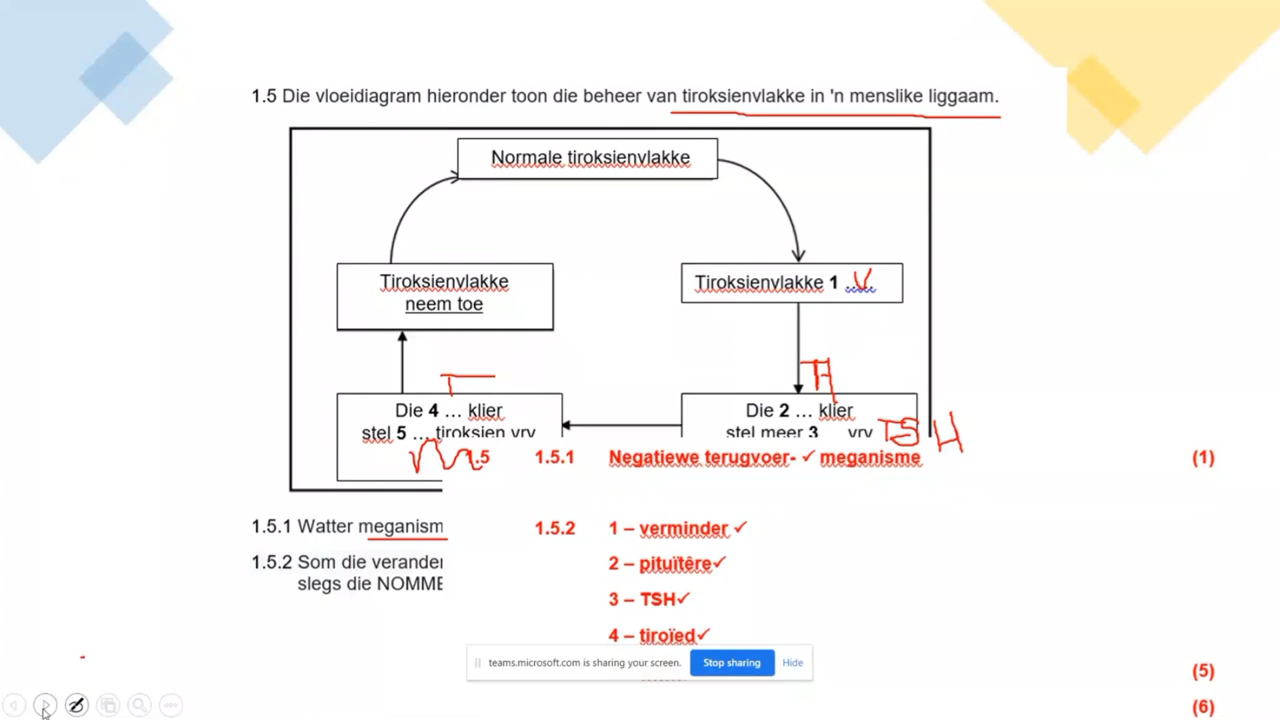 1.5 Die vloeidiagram hieronder toon die beheer van tiroksienvlakke in 'n menslike liggaam.
Normale tiroksienvlakke
Tiroksienvlakke
neem toe
Tiroksienvlakke 1 ... V
T
TH
Die 4 ... klier
stel 5 ... tiroksien vry
Die 2 ... klier
stel meer 3 ... vry
TSH
1.5
1.5.1 Negatiewe terugvoer- ✓ meganisme (1)
1.5.1 Watter meganism
1.5.2 Som die verander
slegs die NOMME
1.5.2 1 – verminder ✓
2 – pituïtêre ✓
3 – TSH ✓
4 – tiroïed ✓
(5)
(6)
teams.microsoft.com is sharing your screen. Stop sharing Hide